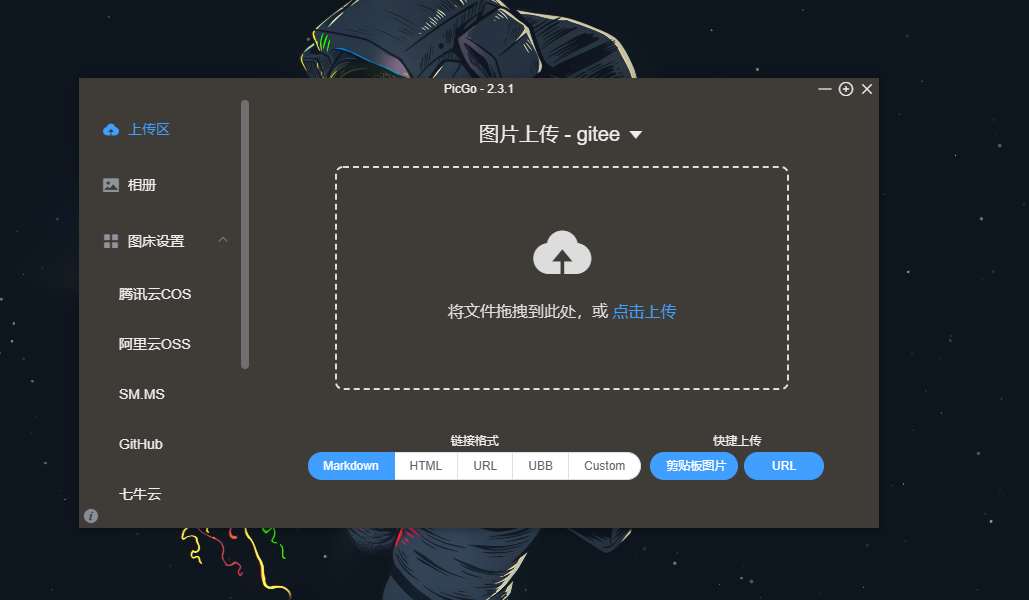 PicGo - 2.3.1
上传区
相册
图床设置
腾讯云COS
阿里云OSS
SM.MS
GitHub
七牛云
图片上传 - gitee
将文件拖拽到此处，或 点击上传
链接格式
Markdown HTML URL UBB Custom
快捷上传
剪贴板图片 URL